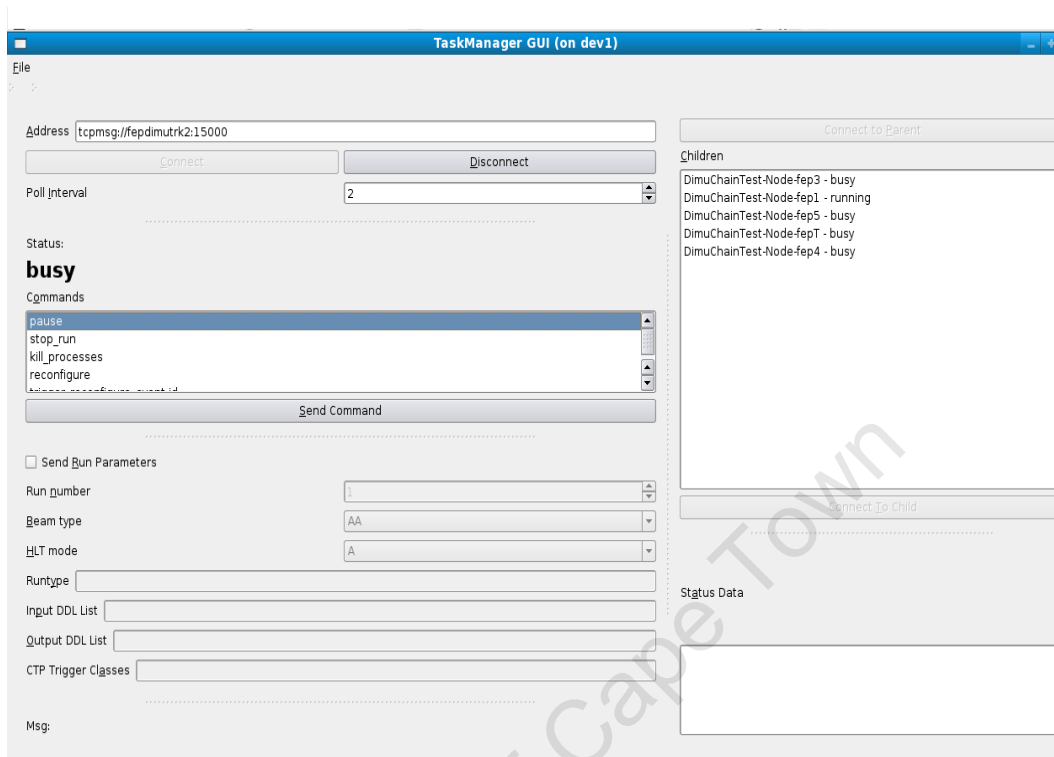 TaskManager GUI (on dev1)
File
Address tcpmsg://fepdimutrk2:15000
Connect Disconnect
Poll Interval 2
Status:
busy
Commands
pause
stop_run
kill_processes
reconfigure
trigger_reconfigure_event_id
Send Command
Send Run Parameters
Run number 1
Beam type AA
HLT mode A
Runtype
Input DDL List
Output DDL List
CTP Trigger Classes
Msg:
Connect to Parent
Children
DimuChainTest-Node-fep3 - busy
DimuChainTest-Node-fep1 - running
DimuChainTest-Node-fep5 - busy
DimuChainTest-Node-fepT - busy
DimuChainTest-Node-fep4 - busy
Connect To Child
Status Data
Cape Town